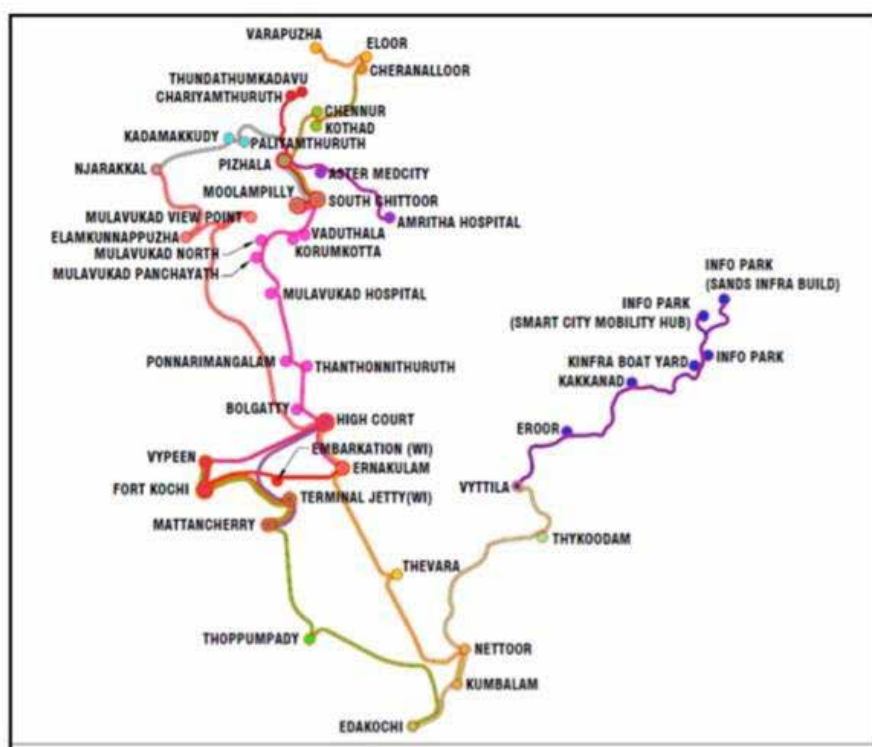 VARAPUZHA
ELOOR
CHERANALLOOR
THUNDATHUMKADAVU
CHARIYAMTHURUTH
CHENNUR
KOTHAD
KADAMAKKUDY
PALIYAMTHURUTH
PIZHALA
NJARAKKAL
ASTER MEDCITY
MOOLAMPILLY
SOUTH CHITTOOR
MULAVUKAD VIEW POINT
AMRITHA HOSPITAL
ELAMKUNNAPPUZHA
VADUTHALA
MULAVUKAD NORTH
KORUMKOTTA
MULAVUKAD PANCHAYATH
INFO PARK
(SANDS INFRA BUILD)
MULAVUKAD HOSPITAL
INFO PARK
(SMART CITY MOBILITY HUB)
PONNARIMANGALAM
THANTHONNITHURUTH
KINFRA BOAT YARD
INFO PARK
KAKKANAD
BOLGATTY
HIGH COURT
EROOR
EMBARKATION (WI)
VYPEEN
ERNAKULAM
FORT KOCHI
VYTTILA
TERMINAL JETTY(WI)
MATTANCHERRY
THYKOODAM
THEVARA
THOPPUMPADY
NETTOOR
KUMBALAM
EDAKOCHI